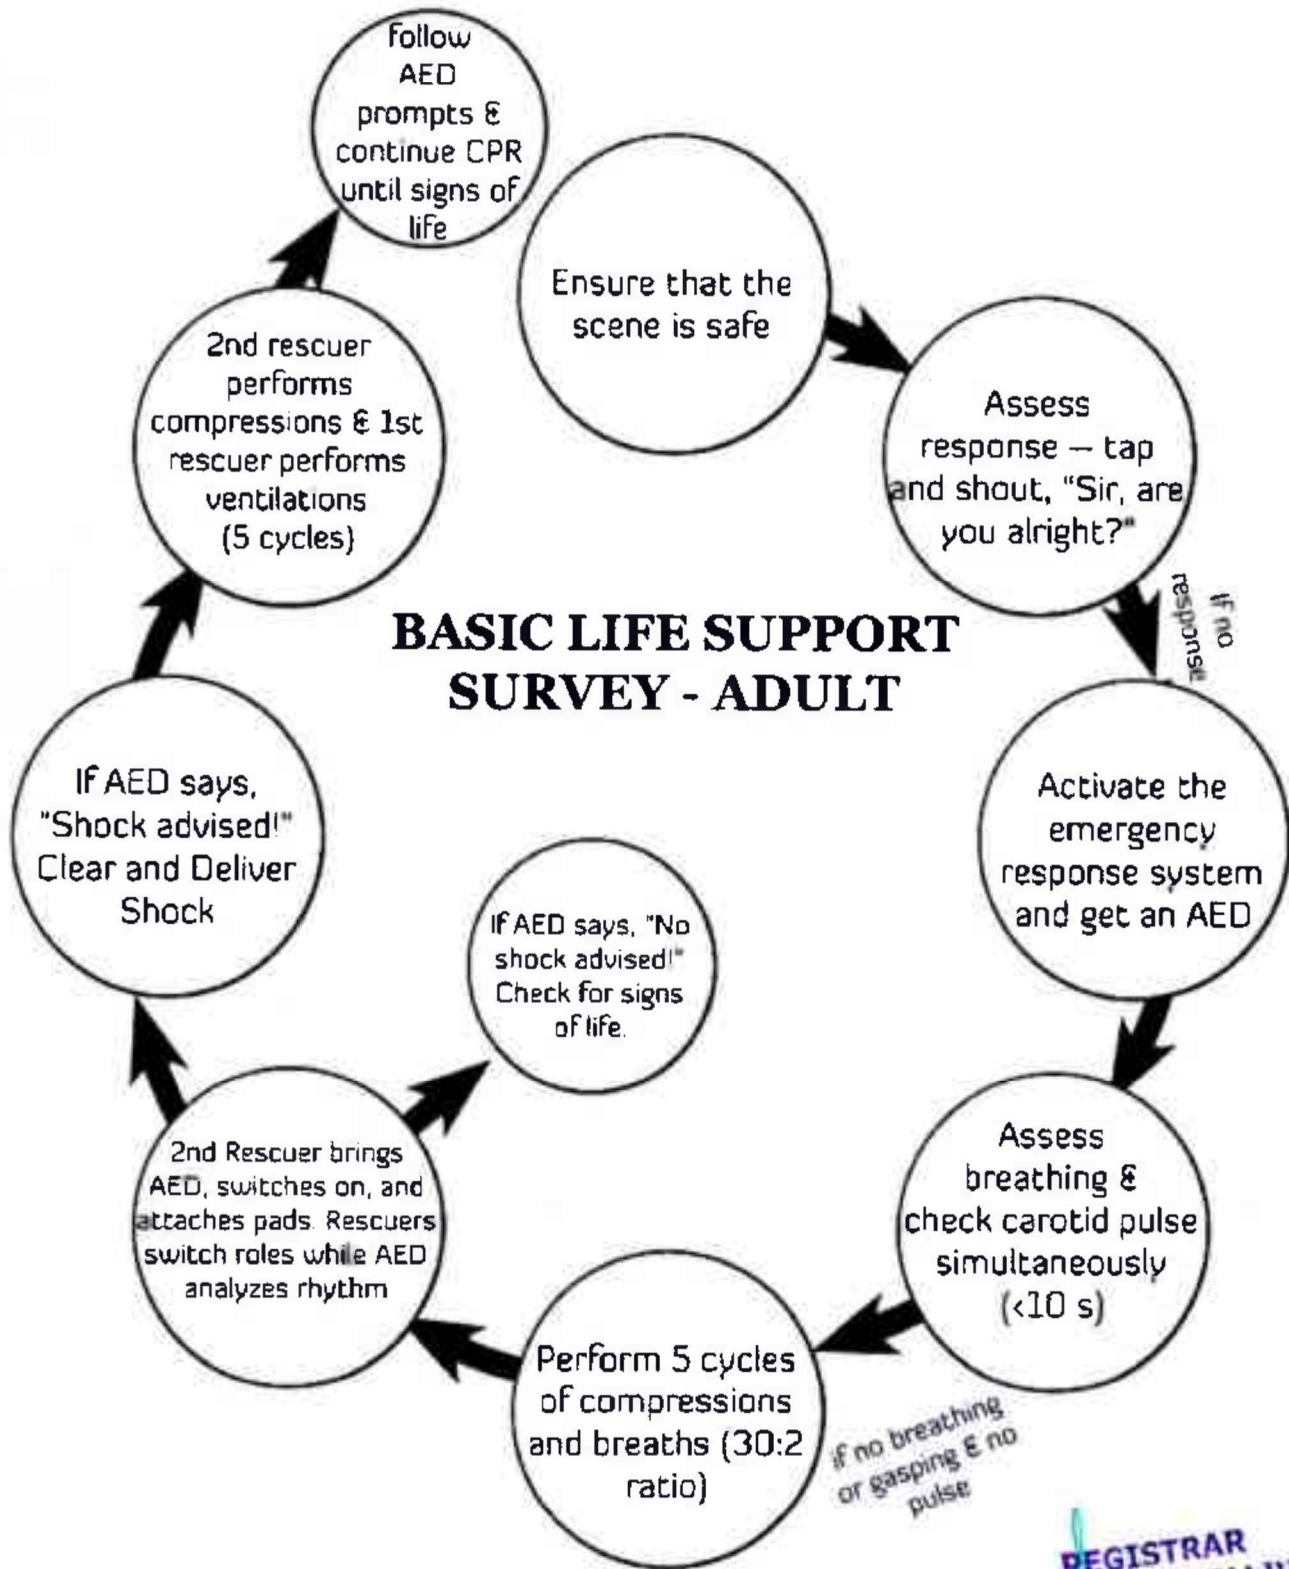 BASIC LIFE SUPPORT
SURVEY - ADULT
Ensure that the
scene is safe
Assess
response – tap
and shout, "Sir, are
you alright?"
if no
response
Activate the
emergency
response system
and get an AED
Assess
breathing &
check carotid pulse
simultaneously
(<10 s)
if no breathing
or gasping & no
pulse
Perform 5 cycles
of compressions
and breaths (30:2
ratio)
2nd Rescuer brings
AED, switches on, and
attaches pads. Rescuers
switch roles while AED
analyzes rhythm
If AED says, "No
shock advised!"
Check for signs
of life.
If AED says,
"Shock advised!"
Clear and Deliver
Shock
2nd rescuer
performs
compressions & 1st
rescuer performs
ventilations
(5 cycles)
Follow
AED
prompts &
continue CPR
until signs of
life
REGISTRAR